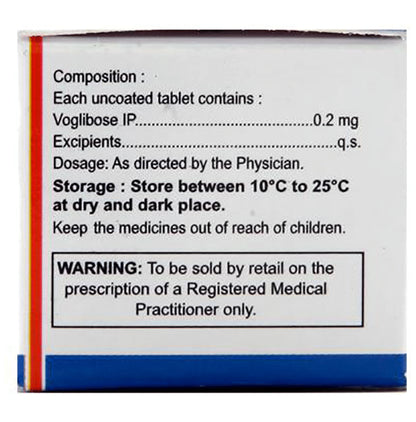 Composition :
Each uncoated tablet contains :
Voglibose IP.......................................0.2 mg
Excipients..............................................q.s.
Dosage: As directed by the Physician.
Storage : Store between 10°C to 25°C
at dry and dark place.
Keep the medicines out of reach of children.
WARNING: To be sold by retail on the
prescription of a Registered Medical
Practitioner only.